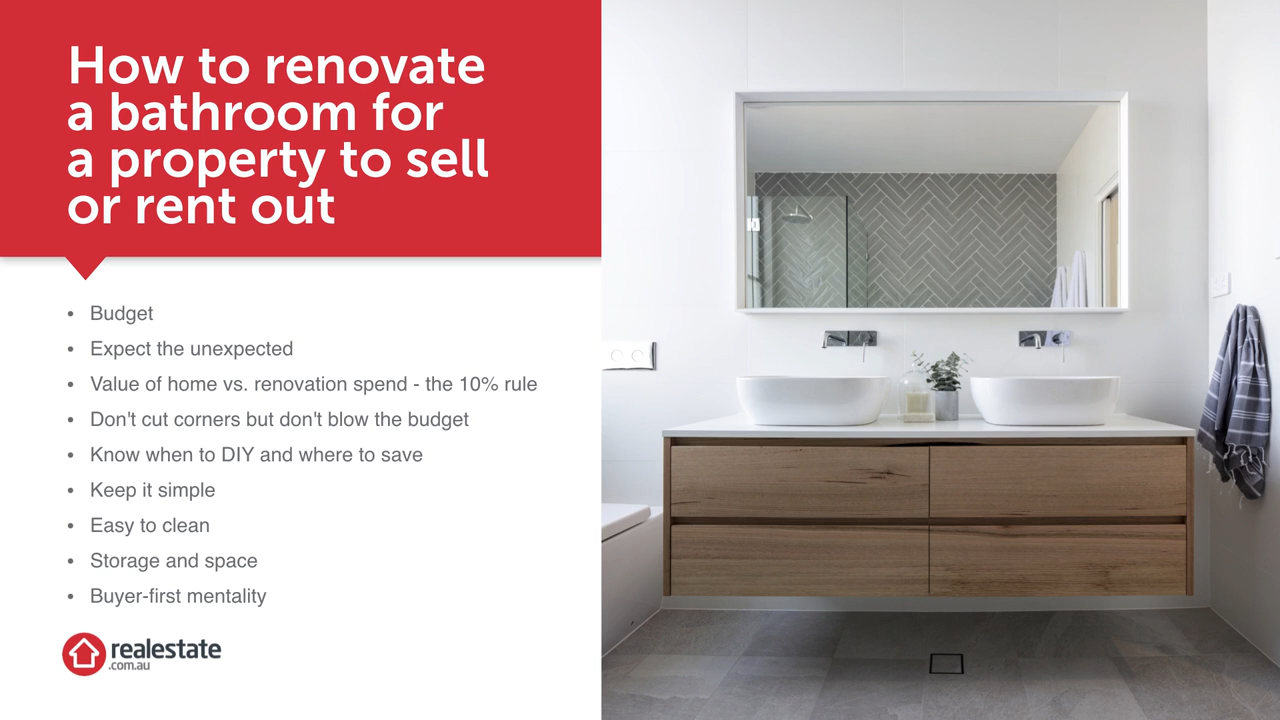 How to renovate
a bathroom for
a property to sell
or rent out
• Budget
• Expect the unexpected
• Value of home vs. renovation spend - the 10% rule
• Don't cut corners but don't blow the budget
• Know when to DIY and where to save
• Keep it simple
• Easy to clean
• Storage and space
• Buyer-first mentality
realestate
.com.au